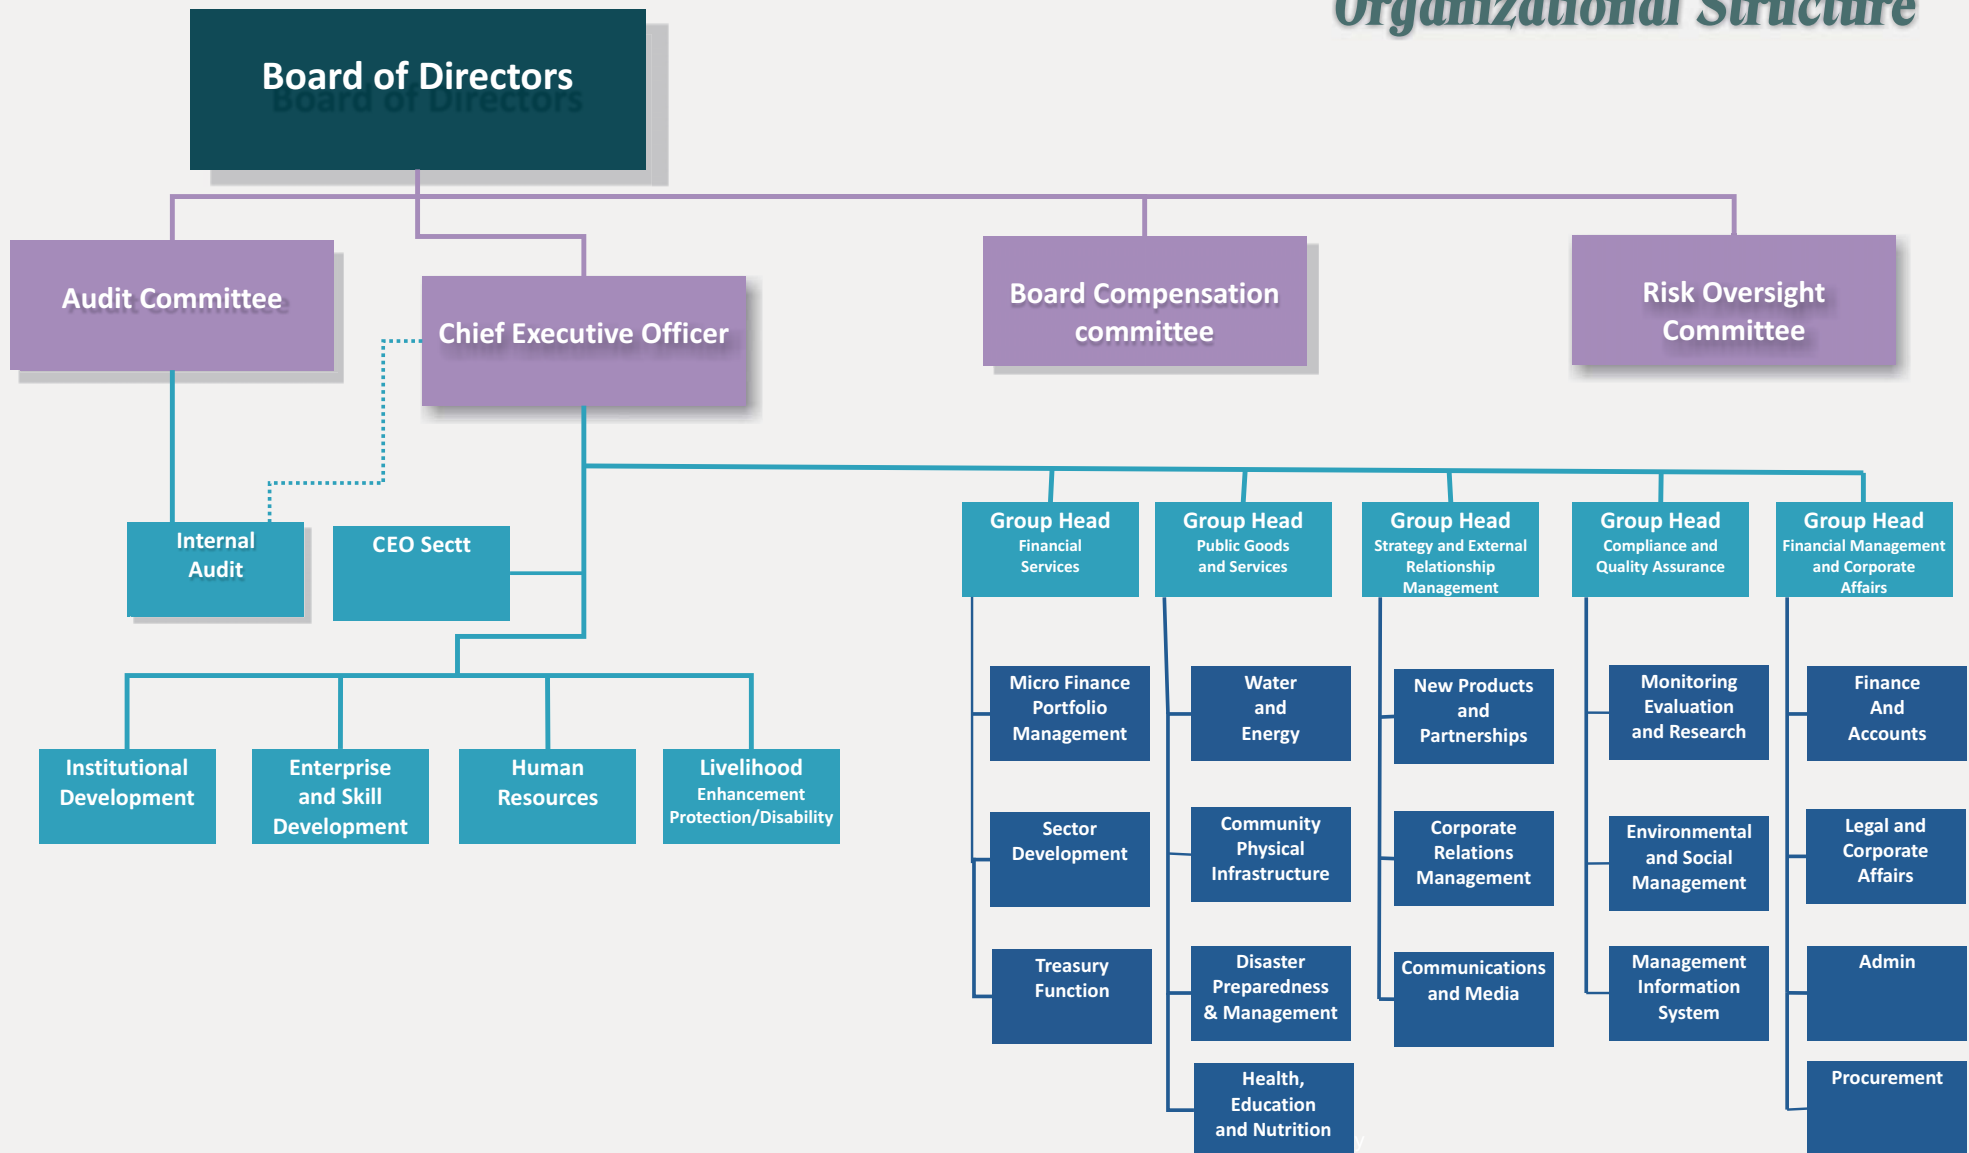 Organizational Structure
Board of Directors
Audit Committee
Chief Executive Officer
Board Compensation
committee
Risk Oversight
Committee
Internal
Audit
CEO Sectt
Group Head
Financial
Services
Group Head
Public Goods
and Services
Group Head
Strategy and External
Relationship
Management
Group Head
Compliance and
Quality Assurance
Group Head
Financial Management
and Corporate
Affairs
Institutional
Development
Enterprise
and Skill
Development
Human
Resources
Livelihood
Enhancement
Protection/Disability
Micro Finance
Portfolio
Management
Sector
Development
Treasury
Function
Water
and
Energy
Community
Physical
Infrastructure
Disaster
Preparedness
& Management
Health,
Education
and Nutrition
New Products
and
Partnerships
Corporate
Relations
Management
Communications
and Media
Monitoring
Evaluation
and Research
Environmental
and Social
Management
Management
Information
System
Finance
And
Accounts
Legal and
Corporate
Affairs
Admin
Procurement